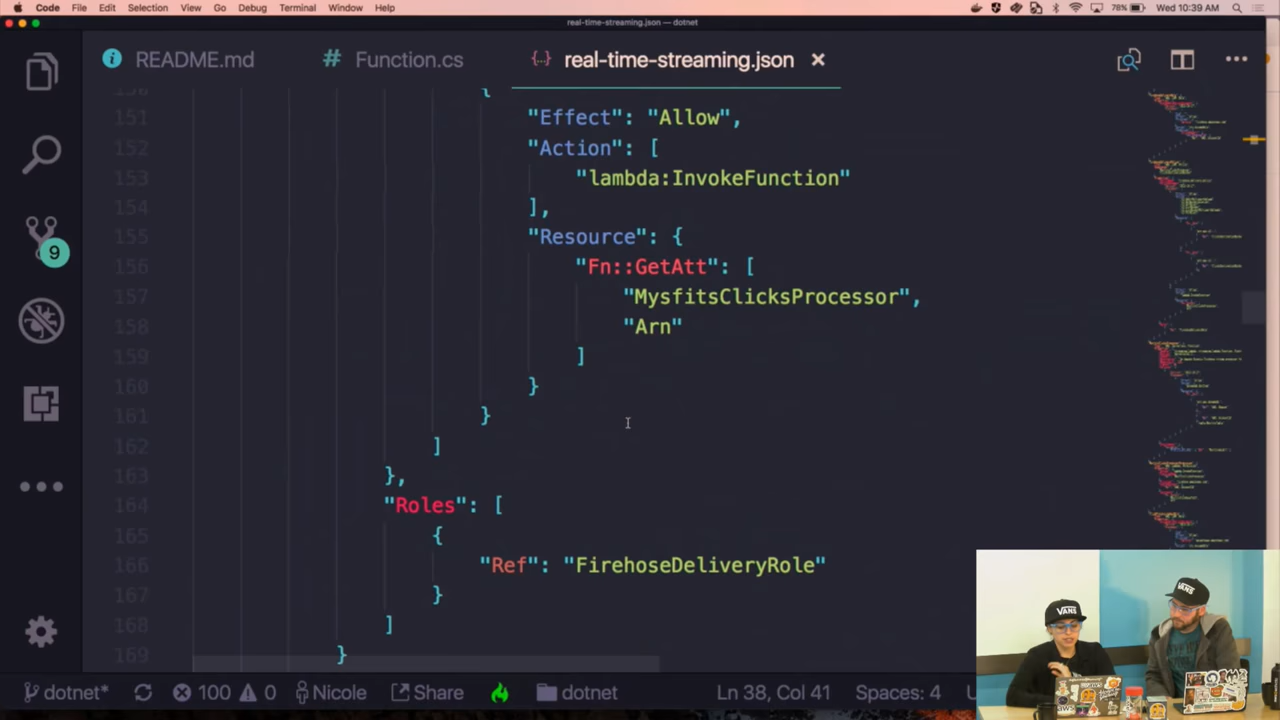 Code File Edit Selection View Go Debug Terminal Window Help 78% Wed 10:39 AM
real-time-streaming.json — dotnet
README.md # Function.cs {..} real-time-streaming.json
{
151 "Effect": "Allow",
152 "Action": [
153 "lambda:InvokeFunction"
154 ],
155 "Resource": {
156 "Fn::GetAtt": [
157 "MysfitsClicksProcessor",
158 "Arn"
159 ]
160 }
161 }
162 ]
163 },
164 "Roles": [
165 {
166 "Ref": "FirehoseDeliveryRole"
167 }
168 ]
169 }
9
dotnet* 100 0 Nicole Share dotnet Ln 38, Col 41 Spaces: 4
VANS
VANS
aws